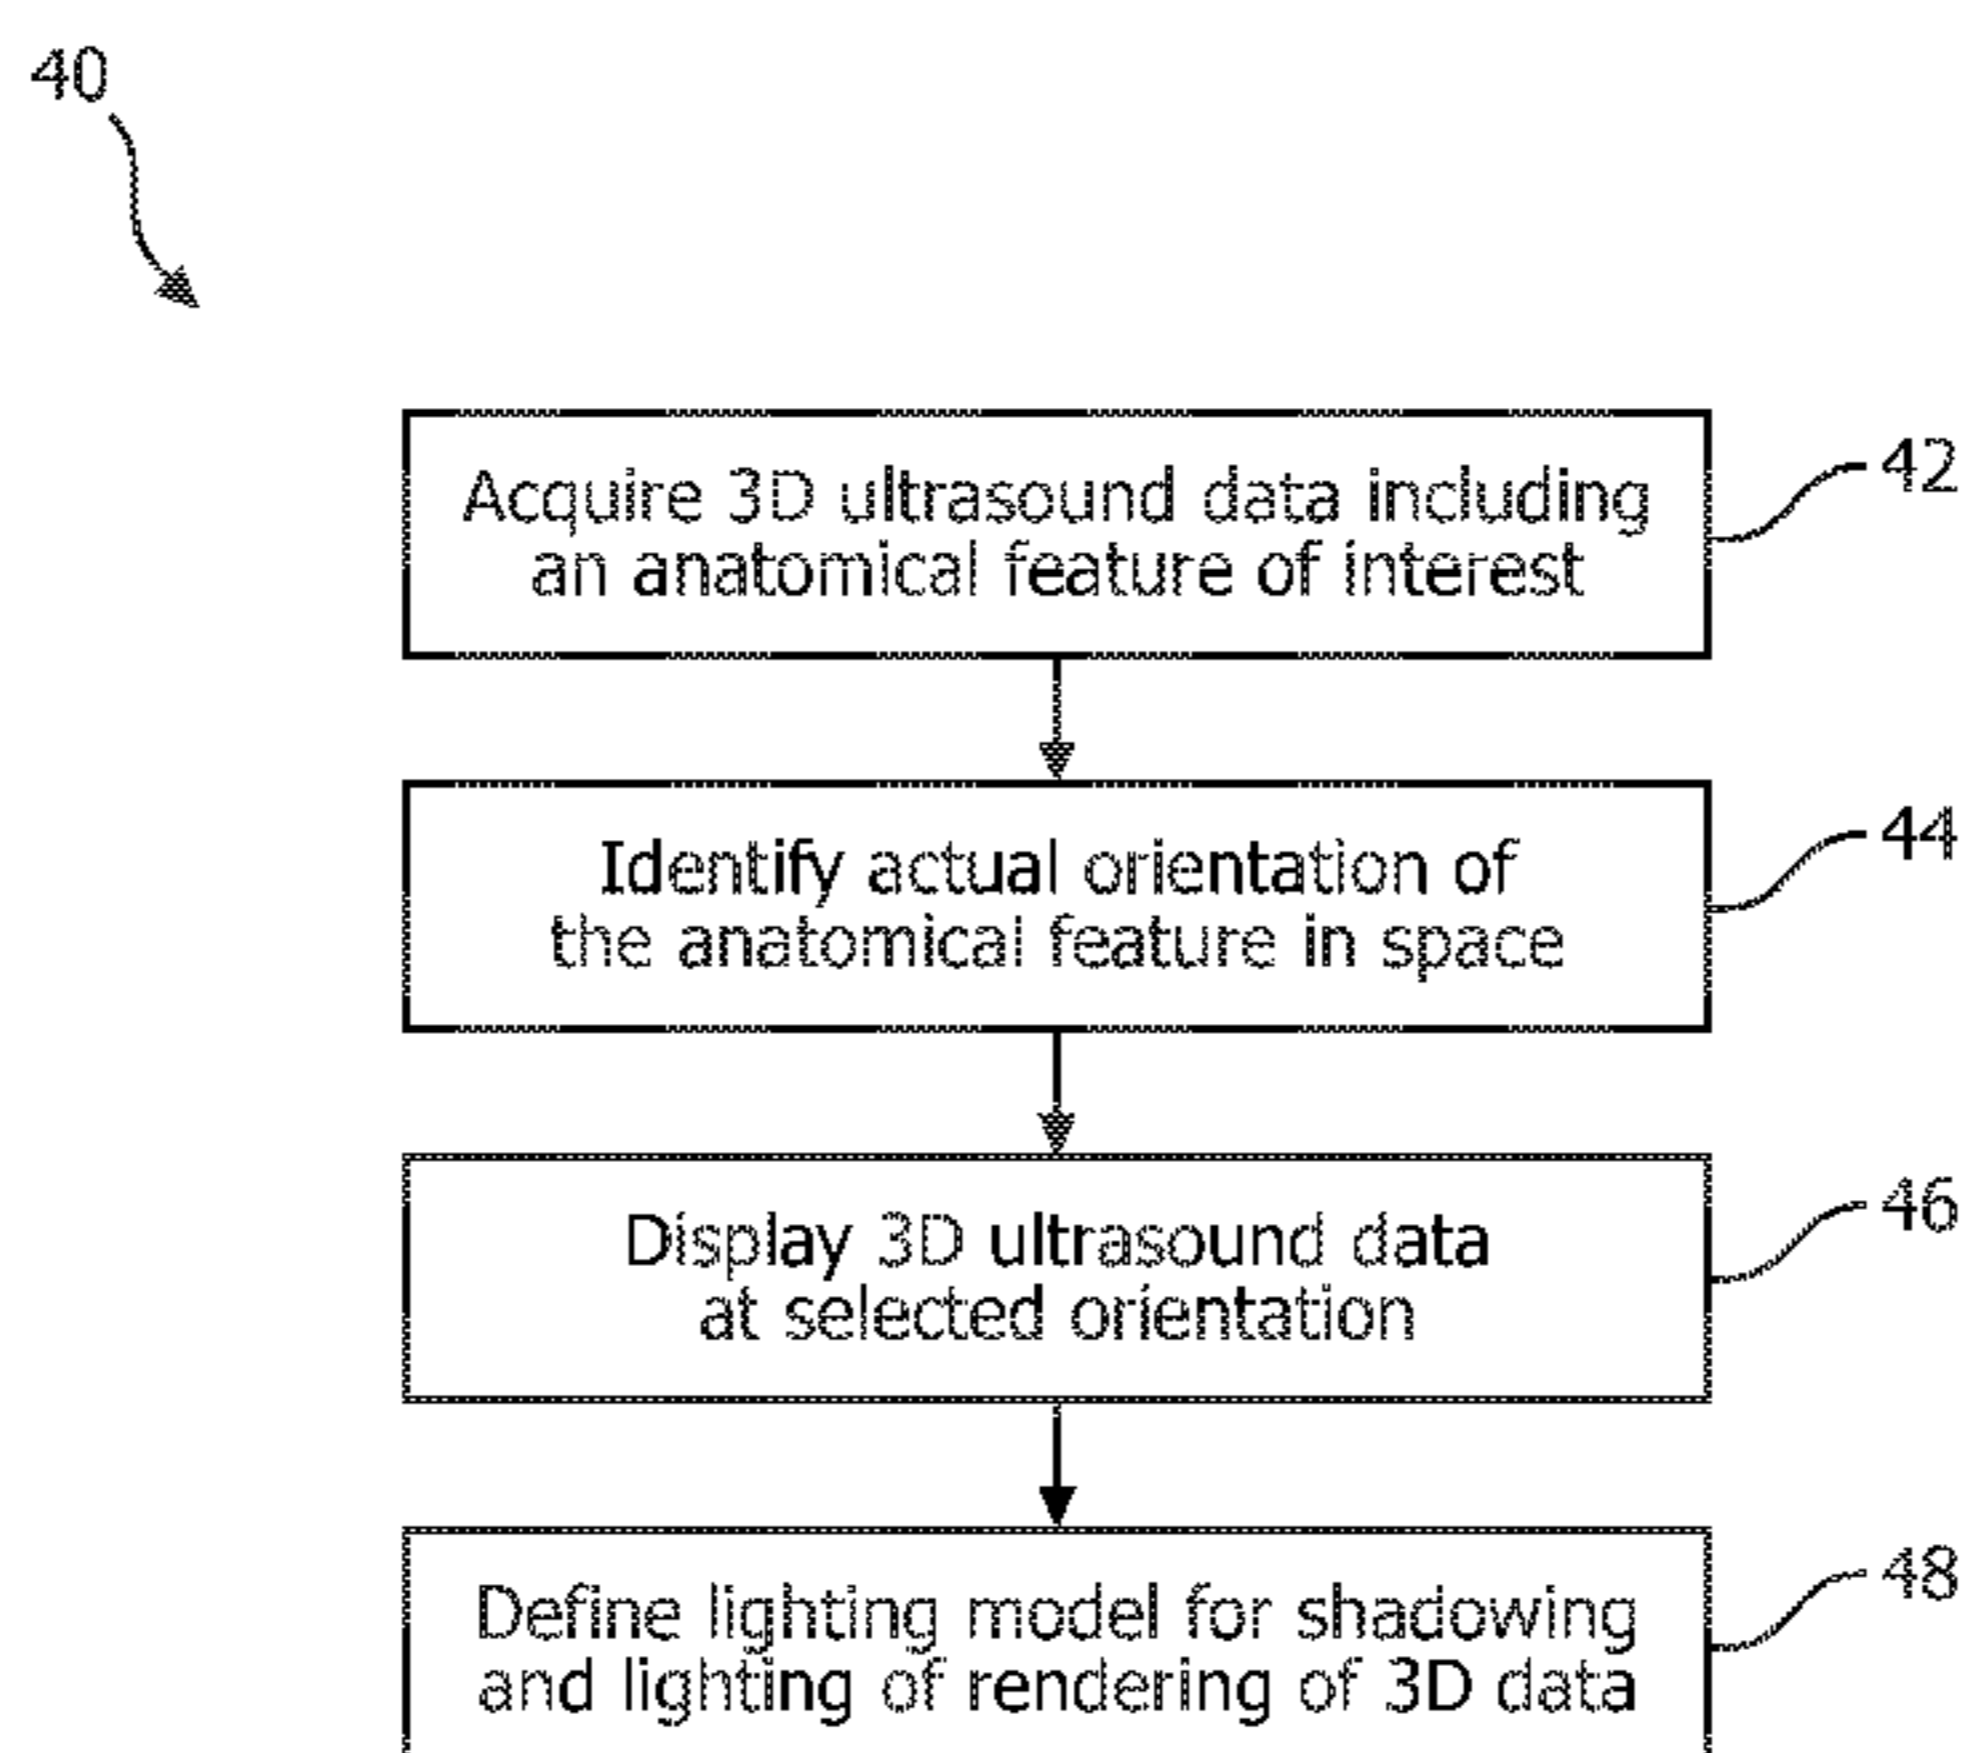 40
Acquire 3D ultrasound data including
an anatomical feature of interest
42
Identify actual orientation of
the anatomical feature in space
44
Display 3D ultrasound data
at selected orientation
46
Define lighting model for shadowing
and lighting of rendering of 3D data
48